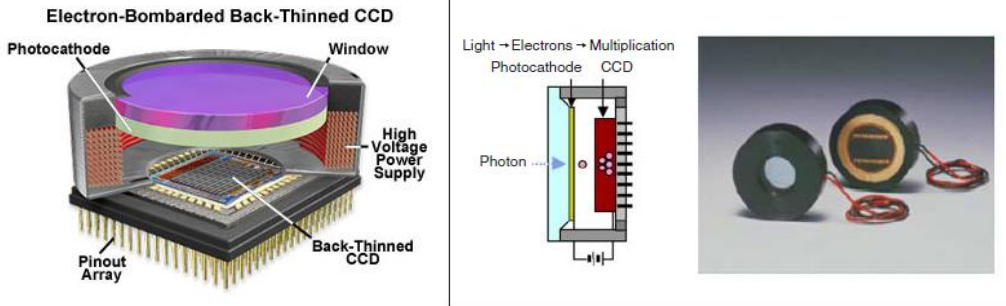 Electron-Bombarded Back-Thinned CCD
Photocathode
Window
High
Voltage
Power
Supply
Back-Thinned
CCD
Pinout
Array
Light → Electrons → Multiplication
Photocathode CCD
Photon